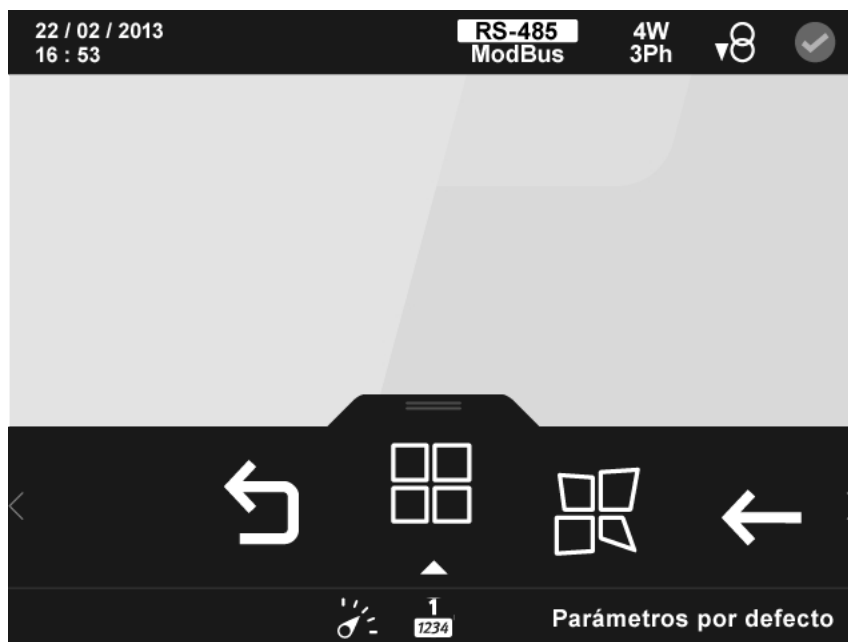 22 / 02 / 2013
16 : 53
RS-485
ModBus
4W
3Ph
1
1234
Parámetros por defecto